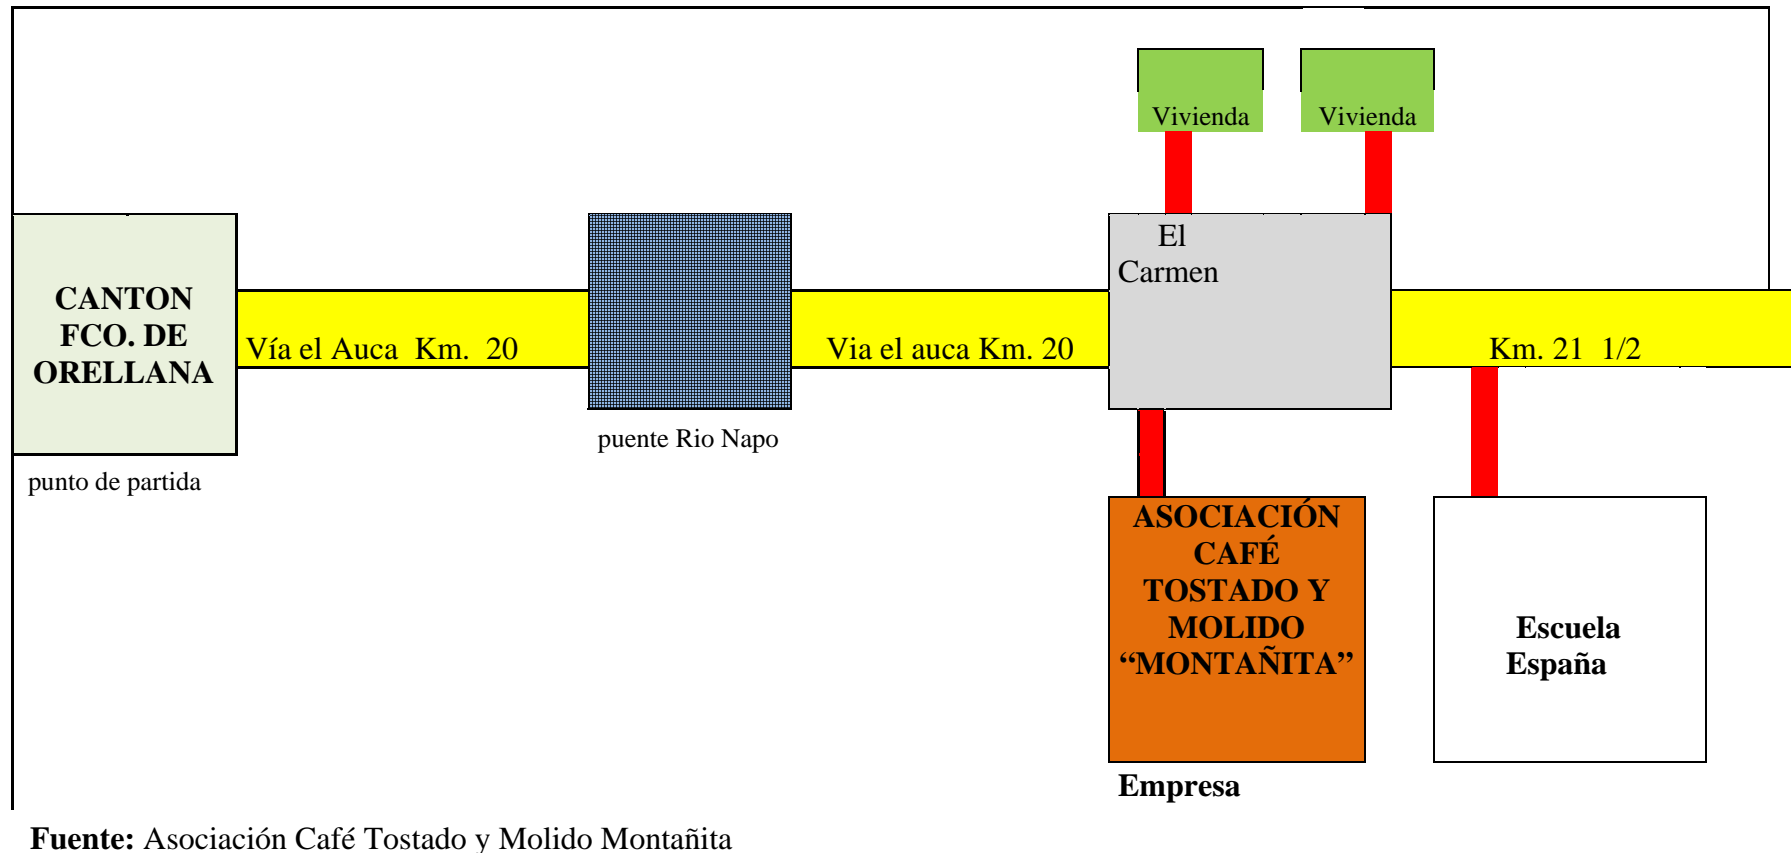 Vivienda
Vivienda
El
Carmen
CANTON
FCO. DE
ORELLANA
Vía el Auca Km. 20
Via el auca Km. 20
Km. 21 1/2
puente Rio Napo
punto de partida
ASOCIACIÓN
CAFÉ
TOSTADO Y
MOLIDO
“MONTAÑITA”
Escuela
España
Empresa
Fuente: Asociación Café Tostado y Molido Montañita